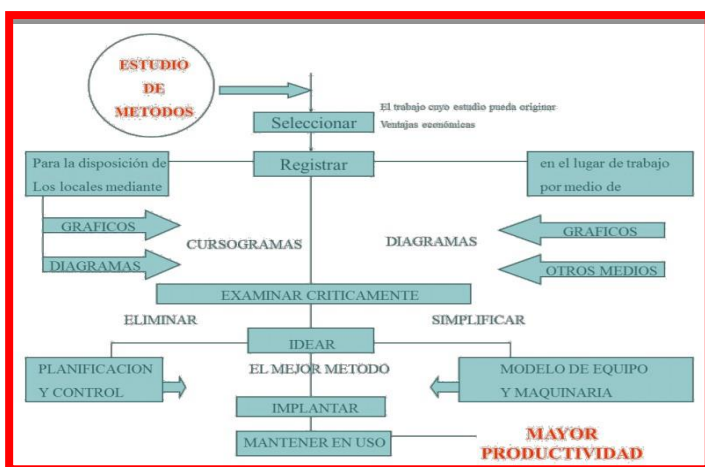 ESTUDIO
DE
METODOS
El trabajo cuyo estudio pueda originar
Seleccionar
Ventajas económicas
Para la disposición de
Los locales mediante
Registrar
en el lugar de trabajo
por medio de
GRAFICOS
CURSOGRAMAS
DIAGRAMAS
GRAFICOS
DIAGRAMAS
OTROS MEDIOS
EXAMINAR CRITICAMENTE
ELIMINAR
SIMPLIFICAR
IDEAR
PLANIFICACION
Y CONTROL
EL MEJOR METODO
MODELO DE EQUIPO
Y MAQUINARIA
IMPLANTAR
MANTENER EN USO
MAYOR
PRODUCTIVIDAD